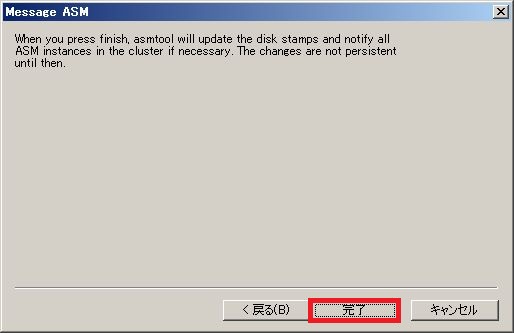 Message ASM
When you press finish, asmtool will update the disk stamps and notify all
ASM instances in the cluster if necessary. The changes are not persistent
until then.
< 戻る(B) 完了 キャンセル